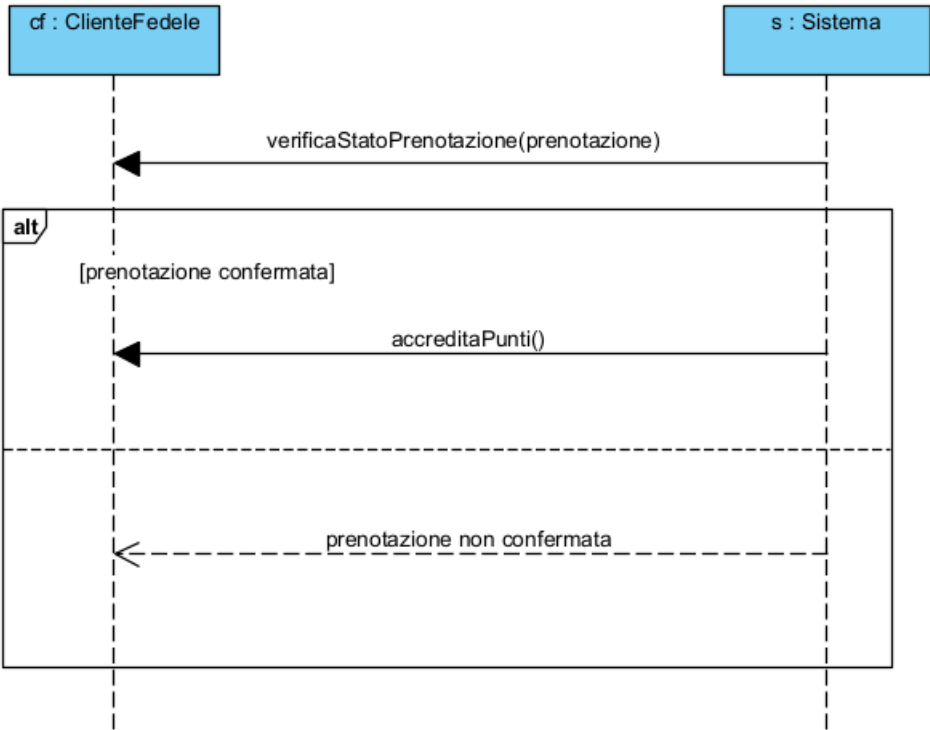 cf : ClienteFedele
s : Sistema
verificaStatoPrenotazione(prenotazione)
alt
[prenotazione confermata]
accreditaPunti()
prenotazione non confermata